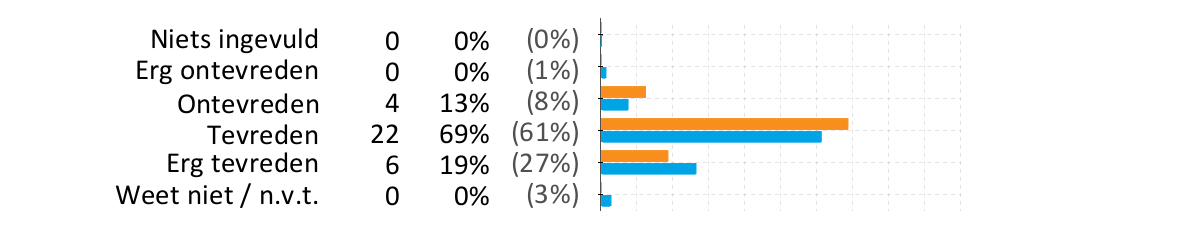 Niets ingevuld 0 0% (0%)
Erg ontevreden 0 0% (1%)
Ontevreden 4 13% (8%)
Tevreden 22 69% (61%)
Erg tevreden 6 19% (27%)
Weet niet / n.v.t. 0 0% (3%)